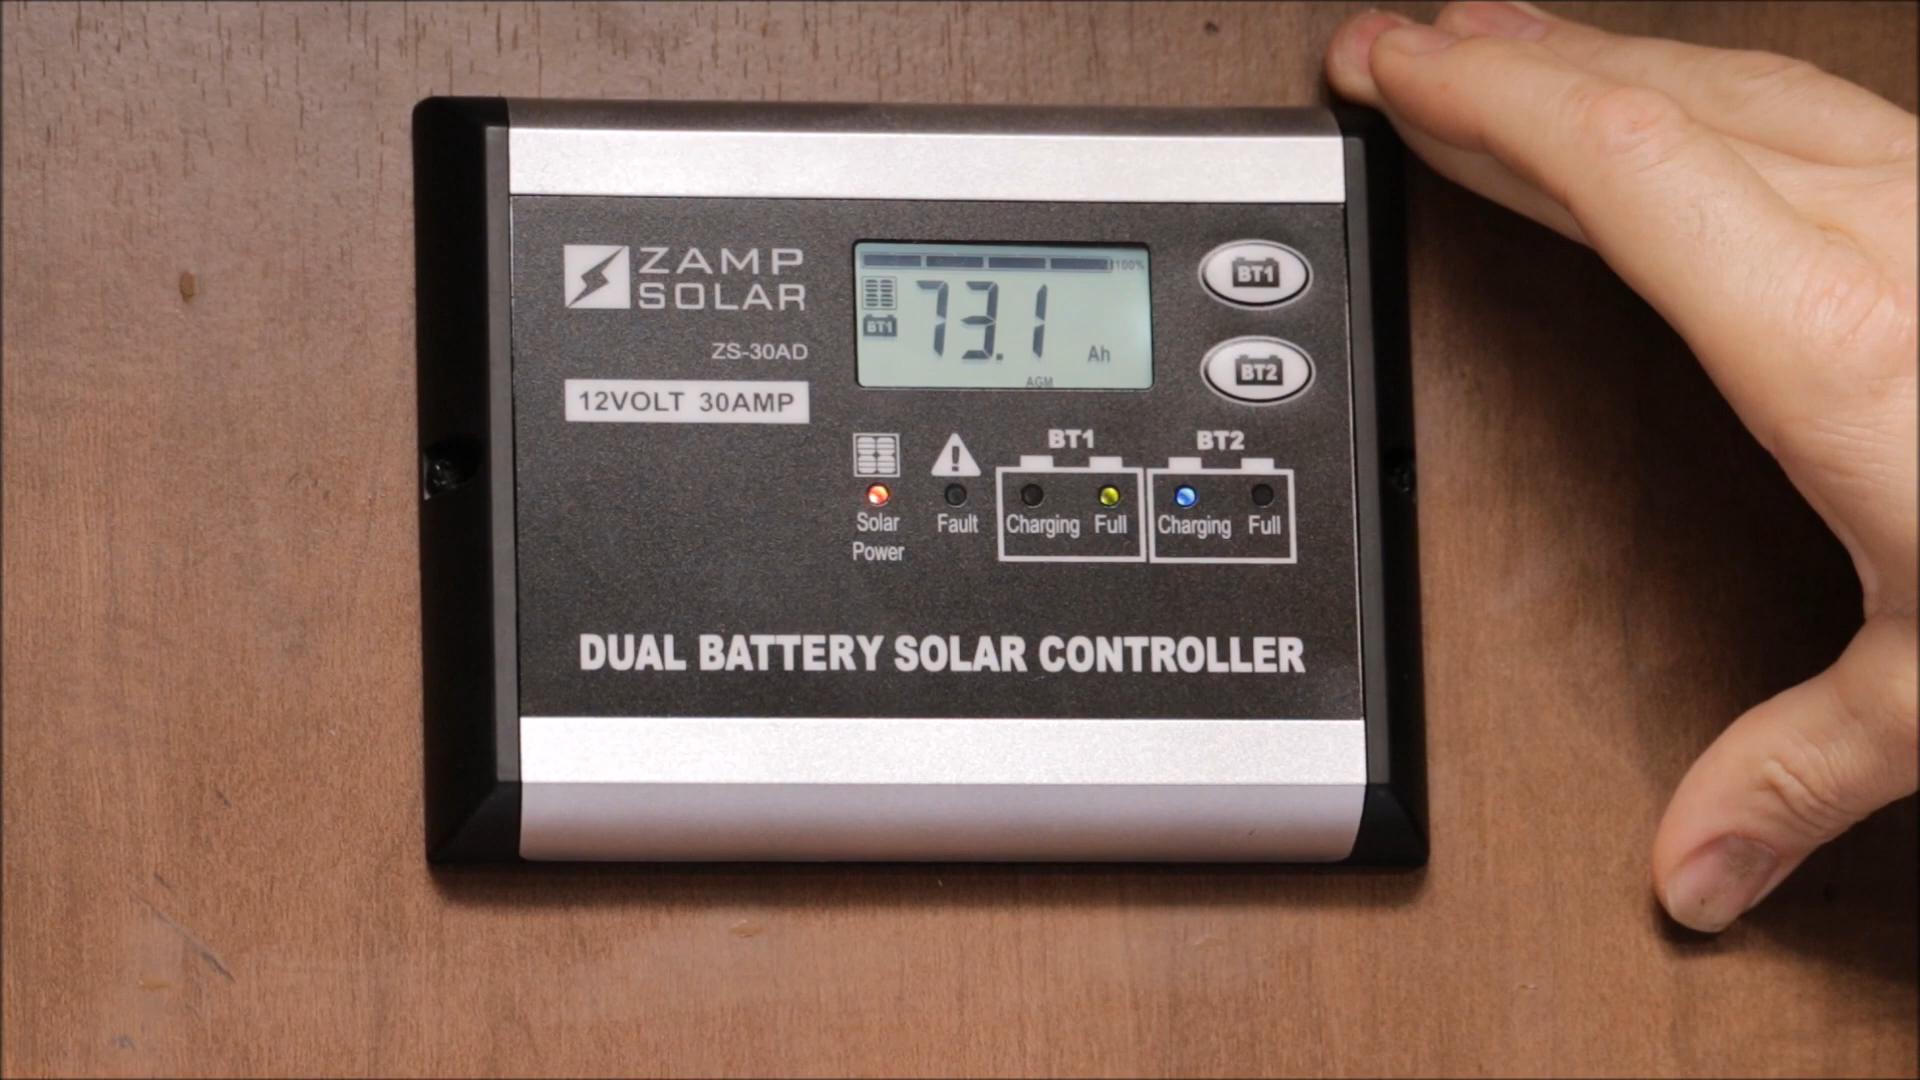 ZAMP
SOLAR
ZS-30AD
12VOLT 30AMP
100%
BT1
73.1
Ah
AGM
BT1
BT2
BT1
BT2
Solar
Power
Fault
Charging
Full
Charging
Full
DUAL BATTERY SOLAR CONTROLLER